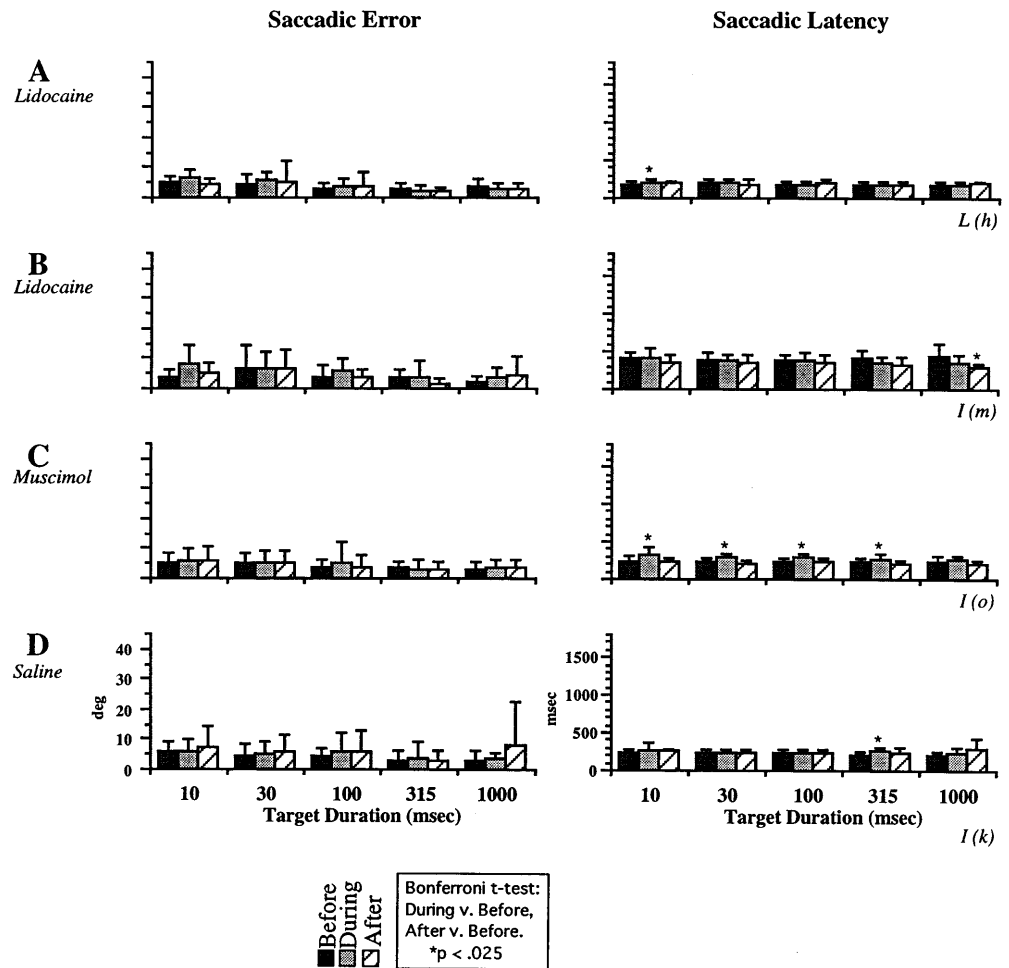 Saccadic Error
Saccadic Latency
A
Lidocaine
*
L (h)
B
Lidocaine
*
I (m)
C
Muscimol
* * * *
I (o)
D
Saline
deg
40
30
20
10
0
msec
1500
1000
500
0
*
10 30 100 315 1000
Target Duration (msec)
10 30 100 315 1000
Target Duration (msec)
I (k)
Before
During
After
Bonferroni t-test:
During v. Before,
After v. Before.
*p < .025